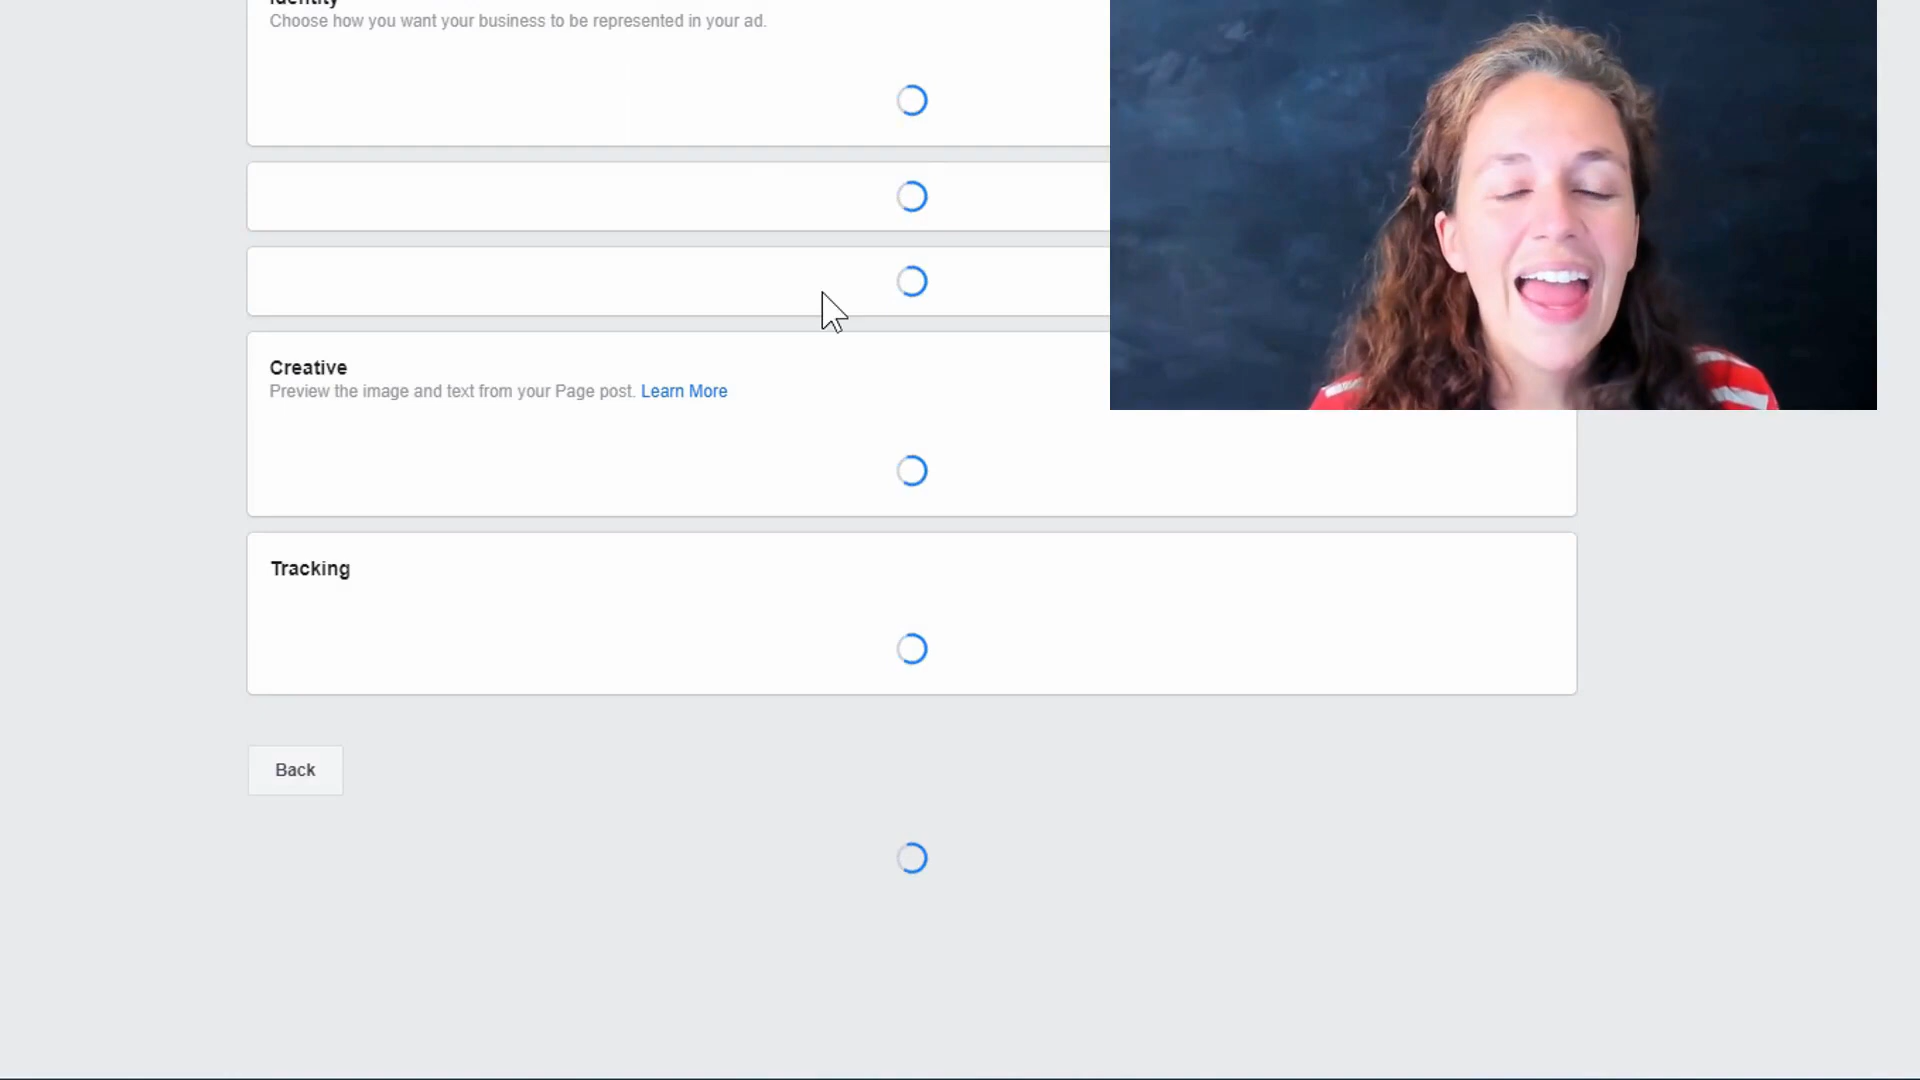 Identity
Choose how you want your business to be represented in your ad.
Creative
Preview the image and text from your Page post. Learn More
Tracking
Back